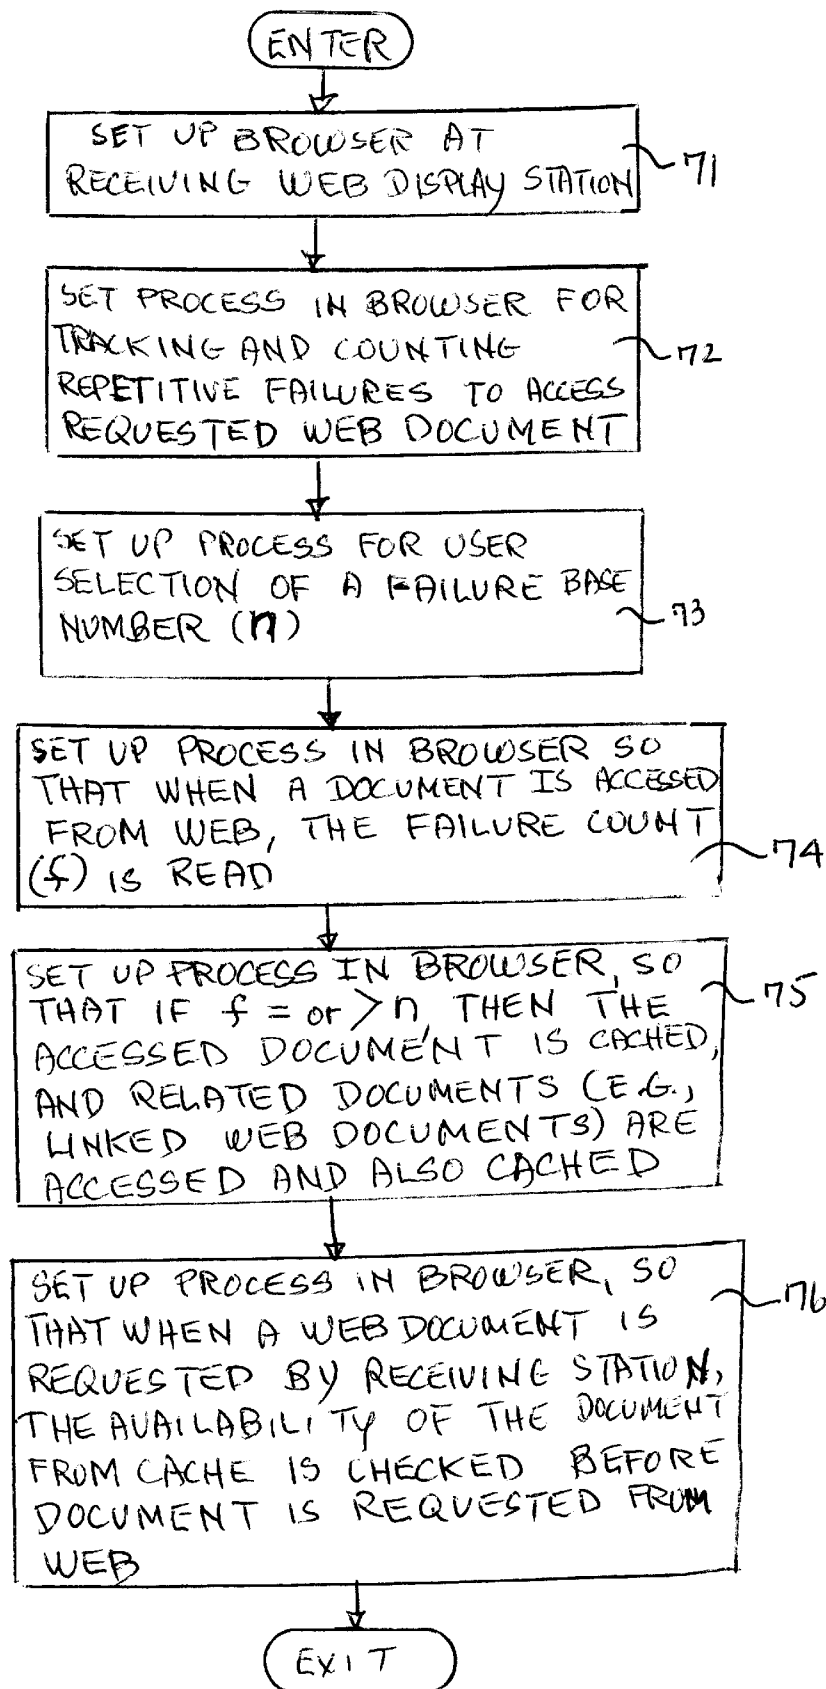 ENTER
SET UP BROWSER AT
RECEIVING WEB DISPLAY STATION
71
SET PROCESS IN BROWSER FOR
TRACKING AND COUNTING
REPETITIVE FAILURES TO ACCESS
REQUESTED WEB DOCUMENT
72
SET UP PROCESS FOR USER
SELECTION OF A FAILURE BASE
NUMBER (n)
73
SET UP PROCESS IN BROWSER SO
THAT WHEN A DOCUMENT IS ACCESSED
FROM WEB, THE FAILURE COUNT
(f) IS READ
74
SET UP PROCESS IN BROWSER, SO
THAT IF f = or > n, THEN THE
ACCESSED DOCUMENT IS CACHED,
AND RELATED DOCUMENTS (E.G.,
LINKED WEB DOCUMENTS) ARE
ACCESSED AND ALSO CACHED
75
SET UP PROCESS IN BROWSER, SO
THAT WHEN A WEB DOCUMENT IS
REQUESTED BY RECEIVING STATION,
THE AVAILABILITY OF THE DOCUMENT
FROM CACHE IS CHECKED BEFORE
DOCUMENT IS REQUESTED FROM
WEB
76
EXIT